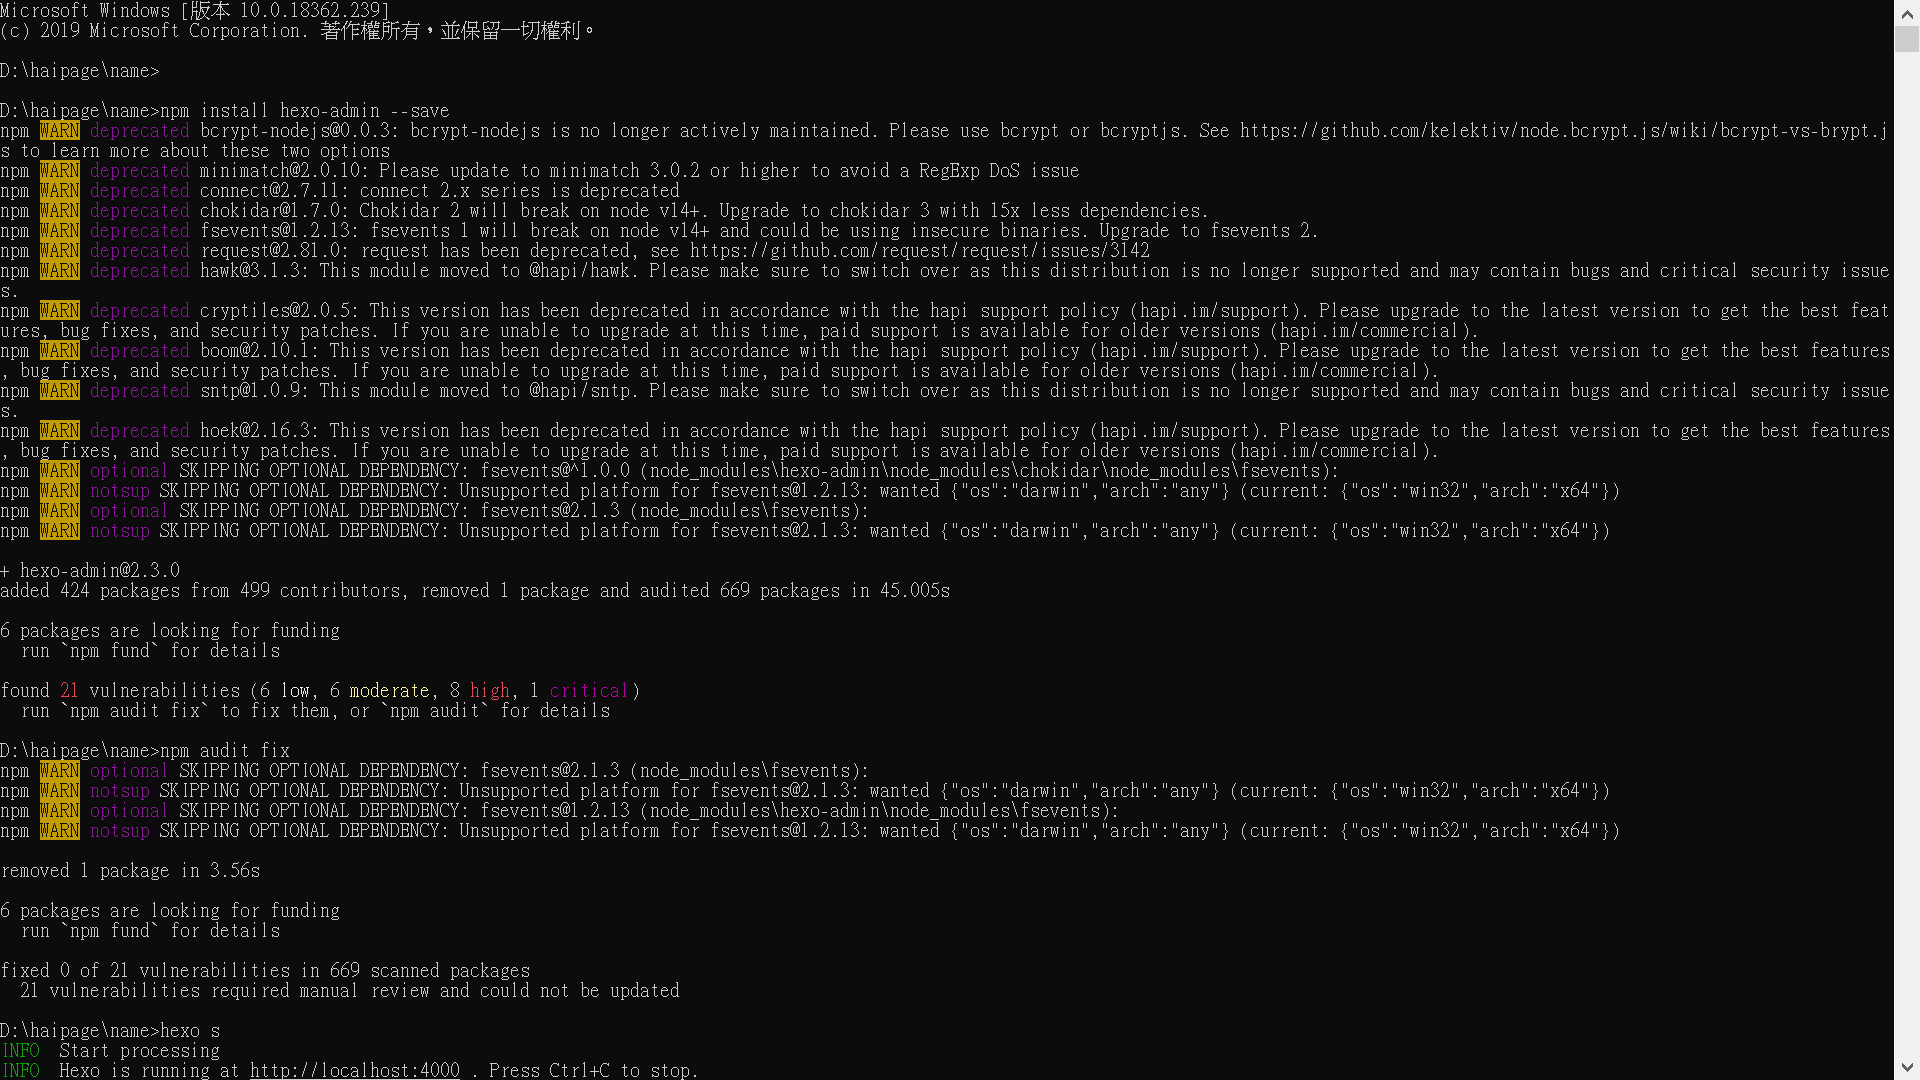 Microsoft Windows [版本 10.0.18362.239]
(c) 2019 Microsoft Corporation. 著作權所有，並保留一切權利。
D:\haipage\name>
D:\haipage\name>npm install hexo-admin --save
npm WARN deprecated bcrypt-nodejs@0.0.3: bcrypt-nodejs is no longer actively maintained. Please use bcrypt or bcryptjs. See https://github.com/kelektiv/node.bcrypt.js/wiki/bcrypt-vs-brypt.j
s to learn more about these two options
npm WARN deprecated minimatch@2.0.10: Please update to minimatch 3.0.2 or higher to avoid a RegExp DoS issue
npm WARN deprecated connect@2.7.11: connect 2.x series is deprecated
npm WARN deprecated chokidar@1.7.0: Chokidar 2 will break on node v14+. Upgrade to chokidar 3 with 15x less dependencies.
npm WARN deprecated fsevents@1.2.13: fsevents 1 will break on node v14+ and could be using insecure binaries. Upgrade to fsevents 2.
npm WARN deprecated request@2.81.0: request has been deprecated, see https://github.com/request/request/issues/3142
npm WARN deprecated hawk@3.1.3: This module moved to @hapi/hawk. Please make sure to switch over as this distribution is no longer supported and may contain bugs and critical security issue
s.
npm WARN deprecated cryptiles@2.0.5: This version has been deprecated in accordance with the hapi support policy (hapi.im/support). Please upgrade to the latest version to get the best feat
ures, bug fixes, and security patches. If you are unable to upgrade at this time, paid support is available for older versions (hapi.im/commercial).
npm WARN deprecated boom@2.10.1: This version has been deprecated in accordance with the hapi support policy (hapi.im/support). Please upgrade to the latest version to get the best features
, bug fixes, and security patches. If you are unable to upgrade at this time, paid support is available for older versions (hapi.im/commercial).
npm WARN deprecated sntp@1.0.9: This module moved to @hapi/sntp. Please make sure to switch over as this distribution is no longer supported and may contain bugs and critical security issue
s.
npm WARN deprecated hoek@2.16.3: This version has been deprecated in accordance with the hapi support policy (hapi.im/support). Please upgrade to the latest version to get the best features
, bug fixes, and security patches. If you are unable to upgrade at this time, paid support is available for older versions (hapi.im/commercial).
npm WARN optional SKIPPING OPTIONAL DEPENDENCY: fsevents@^1.0.0 (node_modules\hexo-admin\node_modules\chokidar\node_modules\fsevents):
npm WARN notsup SKIPPING OPTIONAL DEPENDENCY: Unsupported platform for fsevents@1.2.13: wanted {"os":"darwin","arch":"any"} (current: {"os":"win32","arch":"x64"})
npm WARN optional SKIPPING OPTIONAL DEPENDENCY: fsevents@2.1.3 (node_modules\fsevents):
npm WARN notsup SKIPPING OPTIONAL DEPENDENCY: Unsupported platform for fsevents@2.1.3: wanted {"os":"darwin","arch":"any"} (current: {"os":"win32","arch":"x64"})
+ hexo-admin@2.3.0
added 424 packages from 499 contributors, removed 1 package and audited 669 packages in 45.005s
6 packages are looking for funding
run `npm fund` for details
found 21 vulnerabilities (6 low, 6 moderate, 8 high, 1 critical)
run `npm audit fix` to fix them, or `npm audit` for details
D:\haipage\name>npm audit fix
npm WARN optional SKIPPING OPTIONAL DEPENDENCY: fsevents@2.1.3 (node_modules\fsevents):
npm WARN notsup SKIPPING OPTIONAL DEPENDENCY: Unsupported platform for fsevents@2.1.3: wanted {"os":"darwin","arch":"any"} (current: {"os":"win32","arch":"x64"})
npm WARN optional SKIPPING OPTIONAL DEPENDENCY: fsevents@1.2.13 (node_modules\hexo-admin\node_modules\fsevents):
npm WARN notsup SKIPPING OPTIONAL DEPENDENCY: Unsupported platform for fsevents@1.2.13: wanted {"os":"darwin","arch":"any"} (current: {"os":"win32","arch":"x64"})
removed 1 package in 3.56s
6 packages are looking for funding
run `npm fund` for details
fixed 0 of 21 vulnerabilities in 669 scanned packages
21 vulnerabilities required manual review and could not be updated
D:\haipage\name>hexo s
INFO  Start processing
INFO  Hexo is running at http://localhost:4000 . Press Ctrl+C to stop.